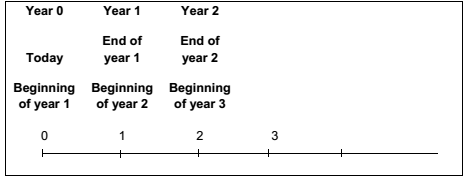 Year 0 Year 1 Year 2
End of End of
Today year 1 year 2
Beginning Beginning Beginning
of year 1 of year 2 of year 3
0 1 2 3